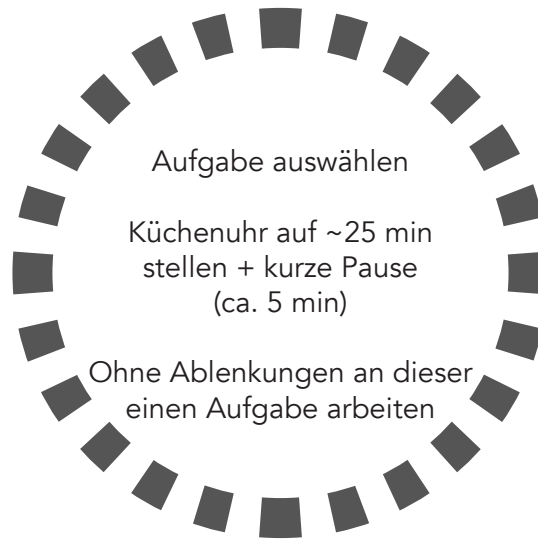 Aufgabe auswählen
Küchenuhr auf ~25 min
stellen + kurze Pause
(ca. 5 min)
Ohne Ablenkungen an dieser
einen Aufgabe arbeiten